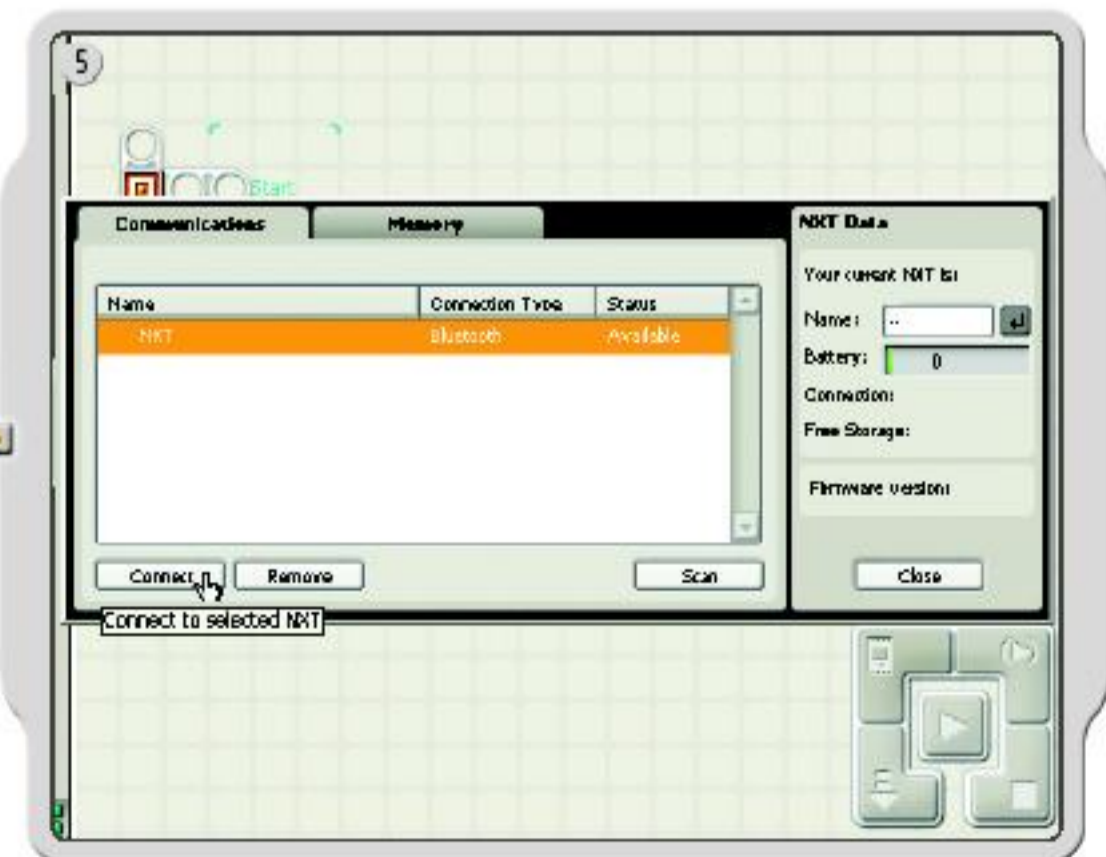 5
Start
Communications
Memory
Name
Connection Type
Status
NXT
Bluetooth
Available
Connect
Remove
Scan
Connect to selected NXT
NXT Data
Your current NXT is:
Name: --
Battery: 0
Connection:
Free Storage:
Firmware version:
Close